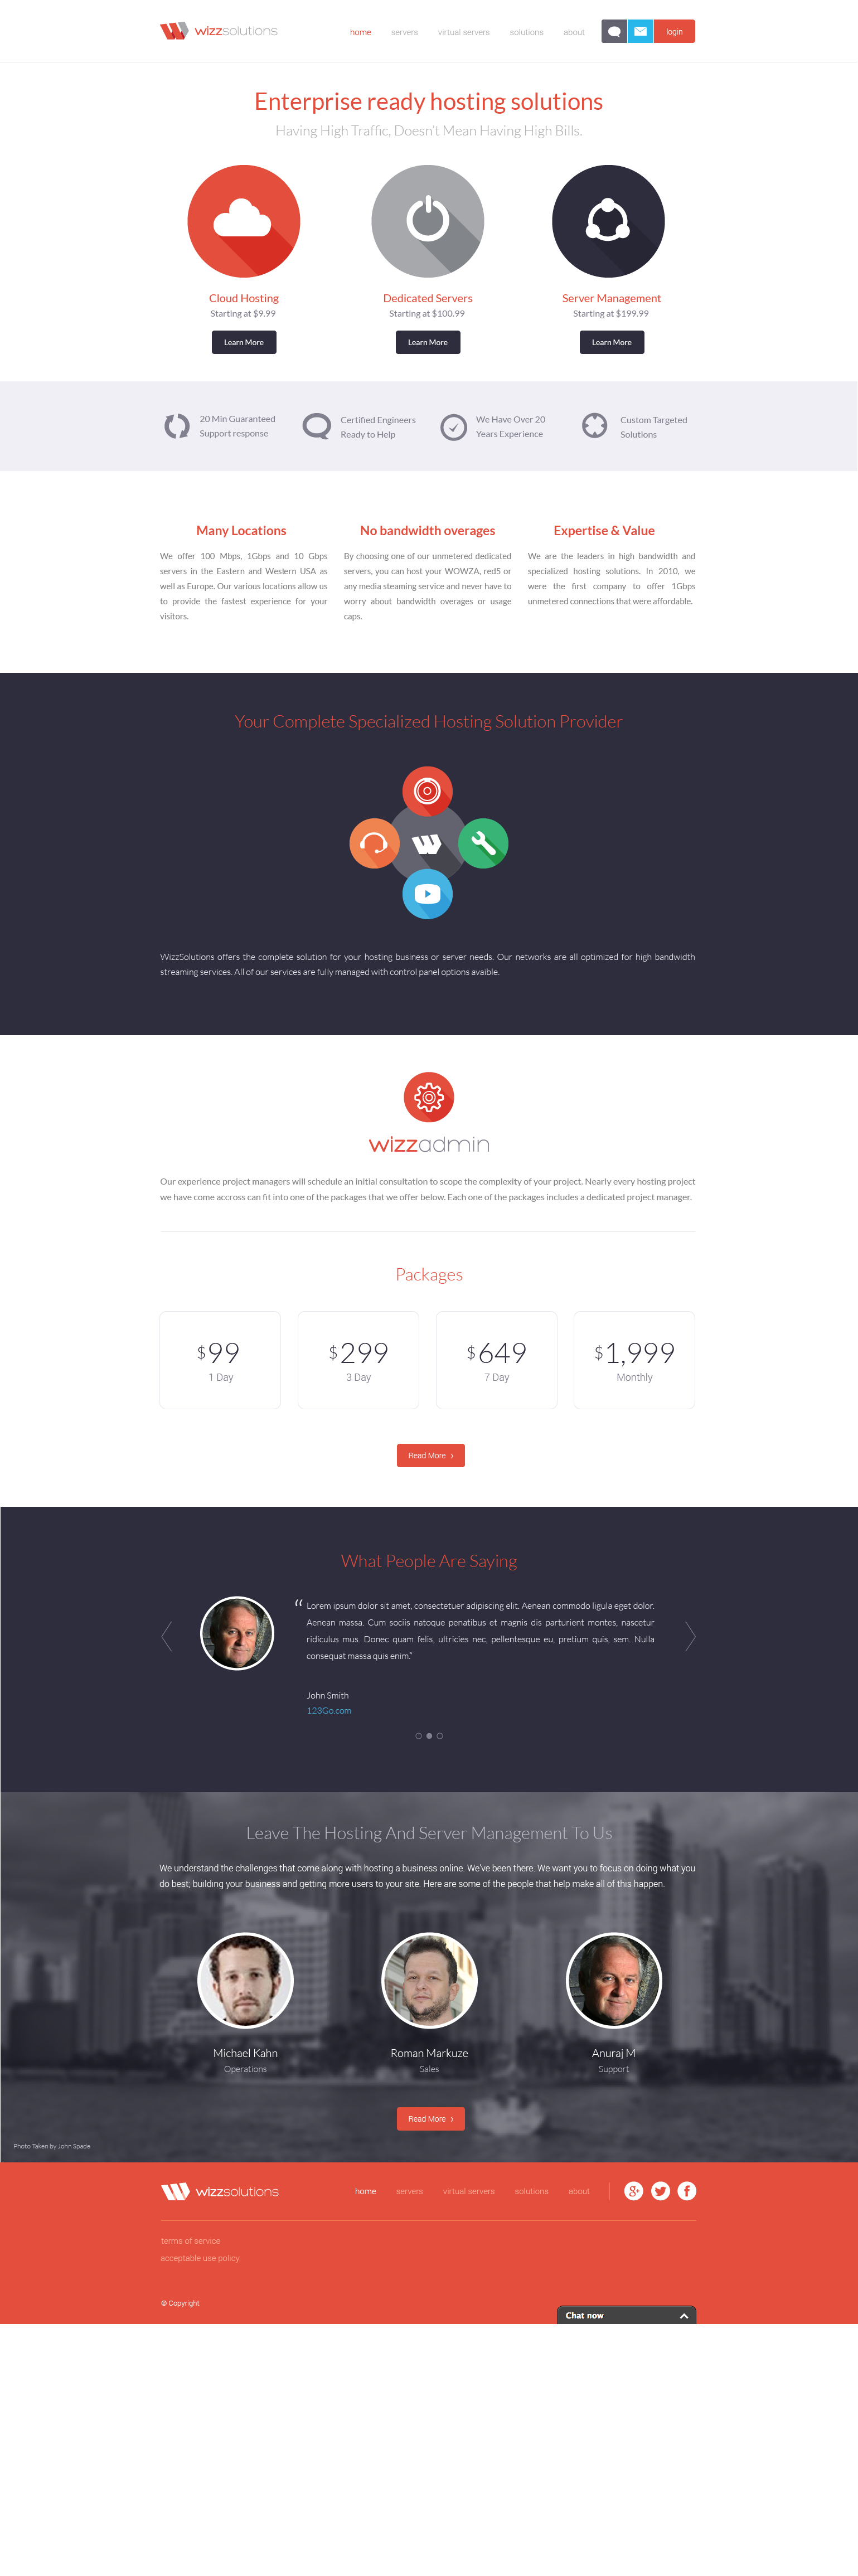 wizzsolutions home servers virtual servers solutions about login
Enterprise ready hosting solutions
Having High Traffic, Doesn't Mean Having High Bills.
Cloud Hosting
Starting at $9.99
Learn More
Dedicated Servers
Starting at $100.99
Learn More
Server Management
Starting at $199.99
Learn More
20 Min Guaranteed
Support response
Certified Engineers
Ready to Help
We Have Over 20
Years Experience
Custom Targeted
Solutions
Many Locations
We offer 100 Mbps, 1Gbps and 10 Gbps
servers in the Eastern and Western USA as
well as Europe. Our various locations allow us
to provide the fastest experience for your
visitors.
No bandwidth overages
By choosing one of our unmetered dedicated
servers, you can host your WOWZA, red5 or
any media steaming service and never have to
worry about bandwidth overages or usage
caps.
Expertise & Value
We are the leaders in high bandwidth and
specialized hosting solutions. In 2010, we
were the first company to offer 1Gbps
unmetered connections that were affordable.
Your Complete Specialized Hosting Solution Provider
WizzSolutions offers the complete solution for your hosting business or server needs. Our networks are all optimized for high bandwidth
streaming services. All of our services are fully managed with control panel options avaible.
wizzadmin
Our experience project managers will schedule an initial consultation to scope the complexity of your project. Nearly every hosting project
we have come accross can fit into one of the packages that we offer below. Each one of the packages includes a dedicated project manager.
Packages
$99
1 Day
$299
3 Day
$649
7 Day
$1,999
Monthly
Read More >
What People Are Saying
“ Lorem ipsum dolor sit amet, consectetuer adipiscing elit. Aenean commodo ligula eget dolor.
Aenean massa. Cum sociis natoque penatibus et magnis dis parturient montes, nascetur
ridiculus mus. Donec quam felis, ultricies nec, pellentesque eu, pretium quis, sem. Nulla
consequat massa quis enim.”
John Smith
123Go.com
Leave The Hosting And Server Management To Us
We understand the challenges that come along with hosting a business online. We've been there. We want you to focus on doing what you
do best; building your business and getting more users to your site. Here are some of the people that help make all of this happen.
Michael Kahn
Operations
Roman Markuze
Sales
Anuraj M
Support
Read More >
Photo Taken by John Spade
wizzsolutions home servers virtual servers solutions about
terms of service
acceptable use policy
© Copyright
Chat now